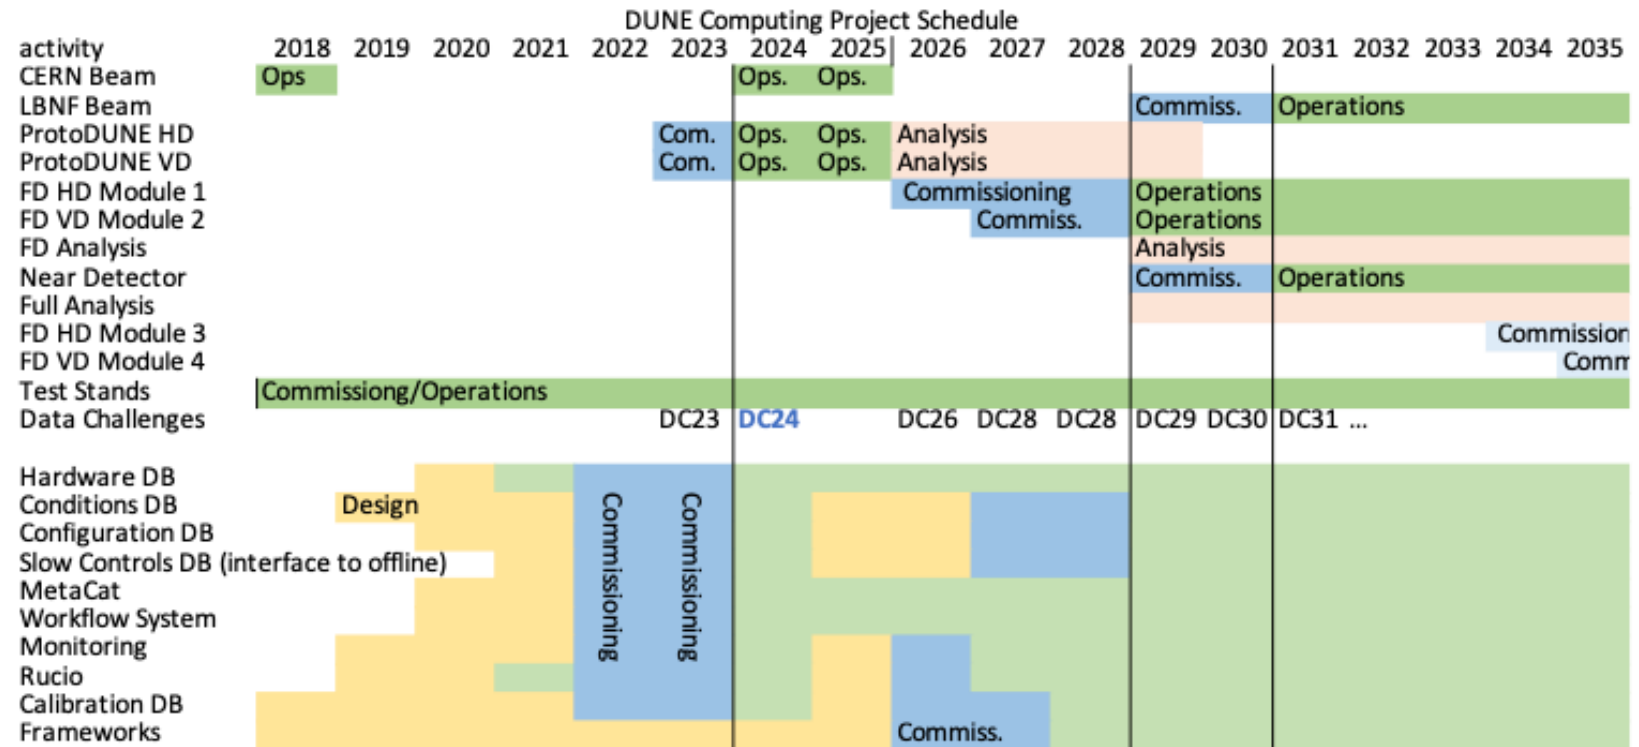 DUNE Computing Project Schedule
activity 2018 2019 2020 2021 2022 2023 2024 2025 2026 2027 2028 2029 2030 2031 2032 2033 2034 2035
CERN Beam Ops Ops. Ops.
LBNF Beam Commiss. Operations
ProtoDUNE HD Com. Ops. Ops. Analysis
ProtoDUNE VD Com. Ops. Ops. Analysis
FD HD Module 1 Commissioning Operations
FD VD Module 2 Commiss. Operations
FD Analysis Analysis
Near Detector Commiss. Operations
Full Analysis
FD HD Module 3 Commission
FD VD Module 4 Comm
Test Stands Commissiong/Operations
Data Challenges DC23 DC24 DC26 DC28 DC28 DC29 DC30 DC31 ...
Hardware DB
Conditions DB Design Commissioning Commissioning
Configuration DB
Slow Controls DB (interface to offline)
MetaCat
Workflow System
Monitoring
Rucio
Calibration DB
Frameworks Commiss.